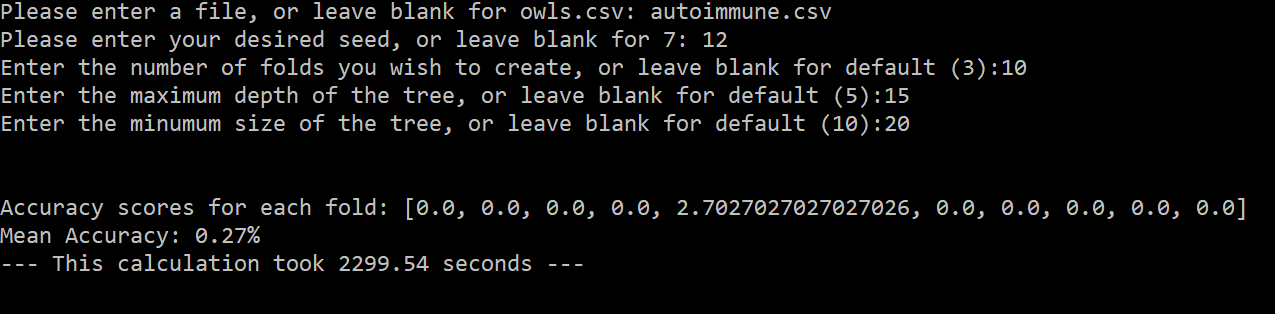 Please enter a file, or leave blank for owls.csv: autoimmune.csv
Please enter your desired seed, or leave blank for 7: 12
Enter the number of folds you wish to create, or leave blank for default (3):10
Enter the maximum depth of the tree, or leave blank for default (5):15
Enter the minumum size of the tree, or leave blank for default (10):20
Accuracy scores for each fold: [0.0, 0.0, 0.0, 0.0, 2.7027027027027026, 0.0, 0.0, 0.0, 0.0, 0.0]
Mean Accuracy: 0.27%
--- This calculation took 2299.54 seconds ---